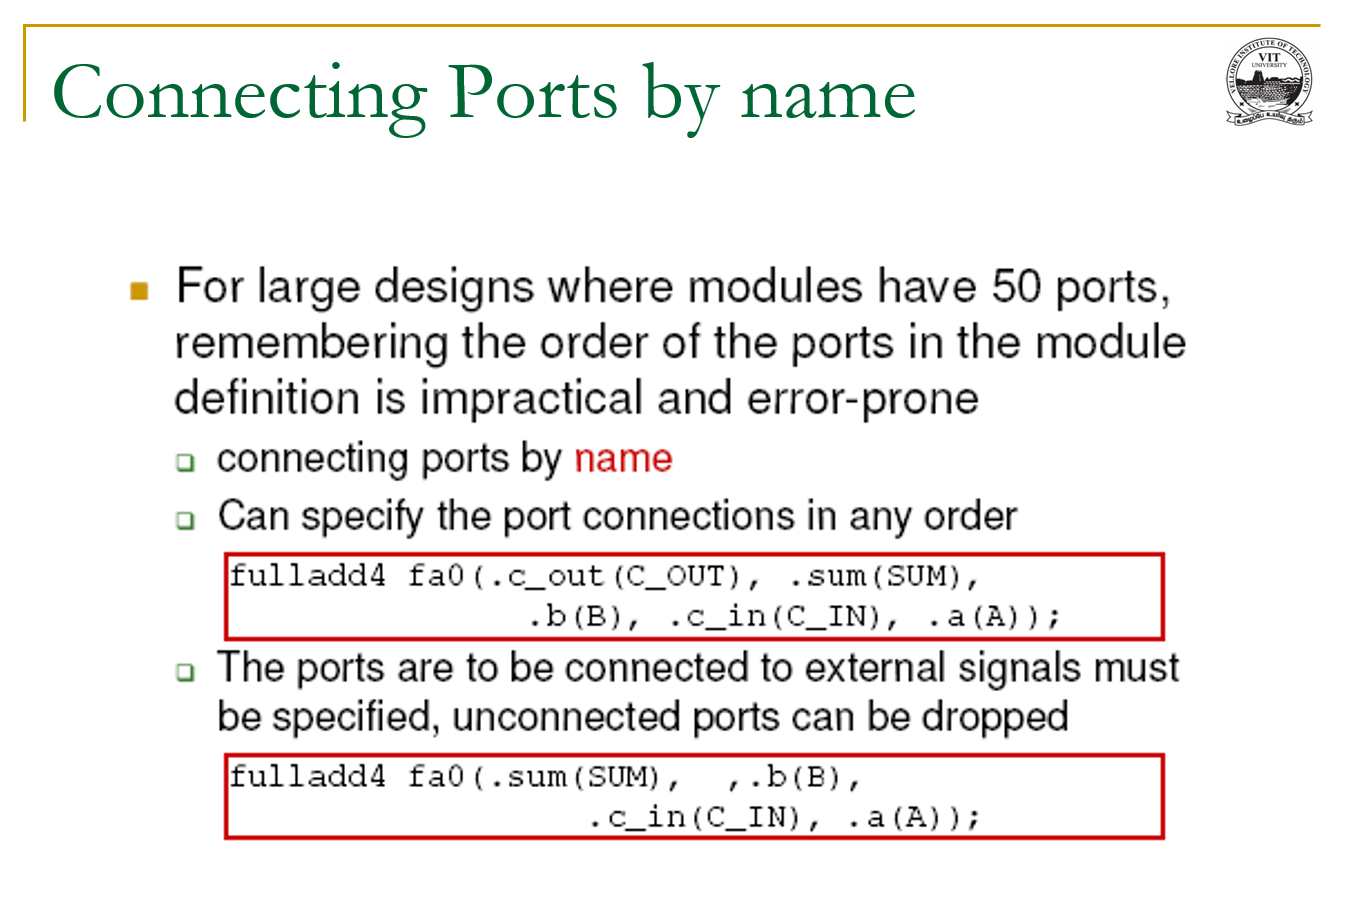 Connecting Ports by name
VELLORE INSTITUTE OF TECHNOLOGY
VIT
UNIVERSITY
For large designs where modules have 50 ports,
remembering the order of the ports in the module
definition is impractical and error-prone
connecting ports by name
Can specify the port connections in any order
fulladd4 fa0(.c_out(C_OUT), .sum(SUM),
.b(B), .c_in(C_IN), .a(A));
The ports are to be connected to external signals must
be specified, unconnected ports can be dropped
fulladd4 fa0(.sum(SUM),  ,.b(B),
.c_in(C_IN), .a(A));